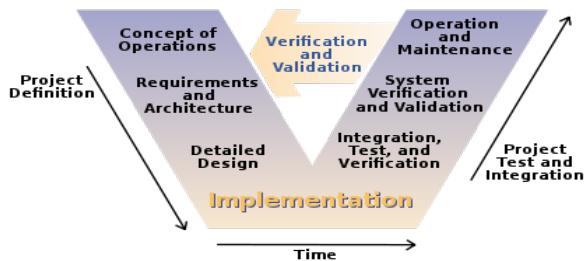 Concept of
Operations
Verification
and
Validation
Operation
and
Maintenance
Project
Definition
Requirements
and
Architecture
System
Verification
and Validation
Detailed
Design
Integration,
Test, and
Verification
Project
Test and
Integration
Implementation
Time